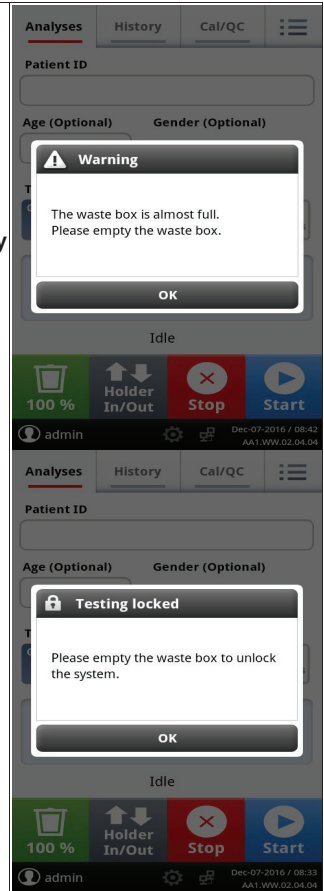 Analyses History Cal/QC
Patient ID
Age (Optional) Gender (Optional)
Warning
The waste box is almost full.
Please empty the waste box.
OK
Idle
100 % Holder In/Out Stop Start
admin Dec-07-2016 / 08:42
AA1.WW.02.04.04
Analyses History Cal/QC
Patient ID
Age (Optional) Gender (Optional)
Testing locked
Please empty the waste box to unlock
the system.
OK
Idle
100 % Holder In/Out Stop Start
admin Dec-07-2016 / 08:33
AA1.WW.02.04.04